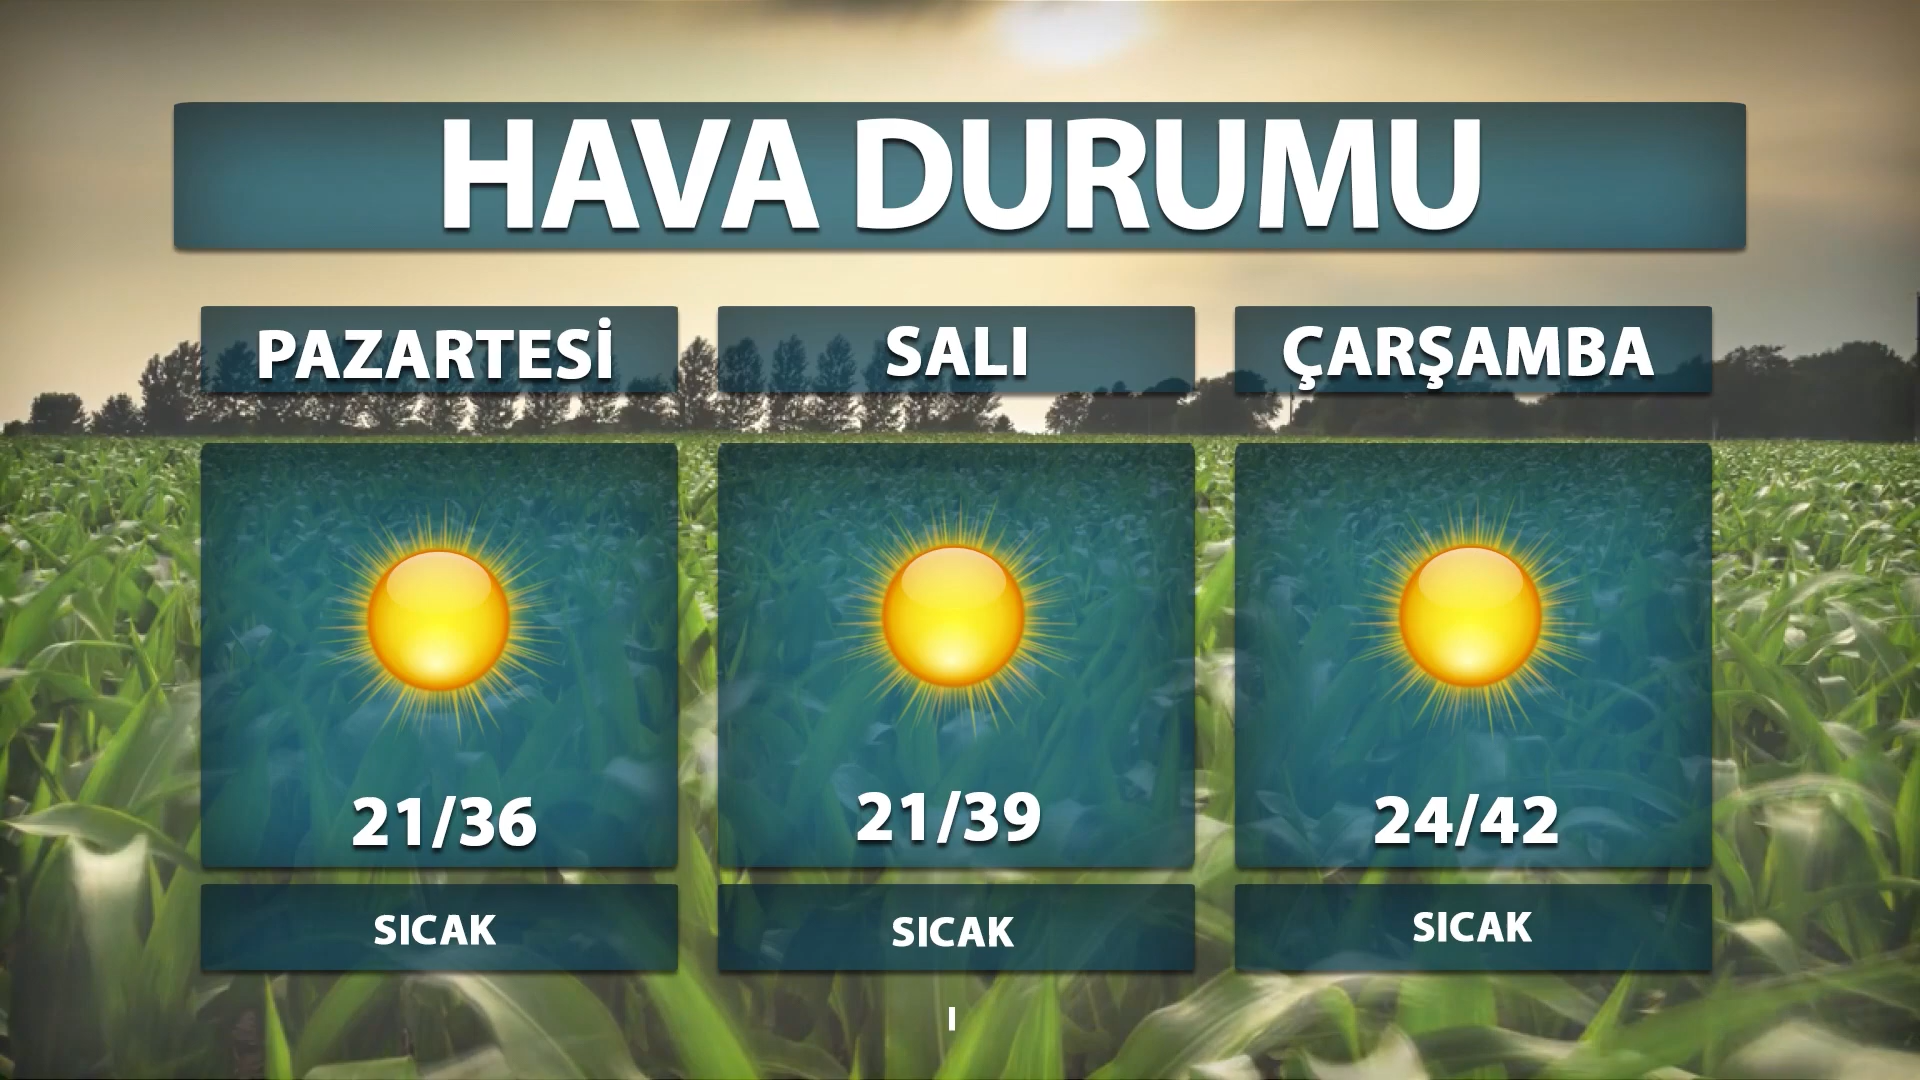 HAVA DURUMU
PAZARTESİ
SALI
ÇARŞAMBA
21/36
21/39
24/42
SICAK
SICAK
SICAK
I